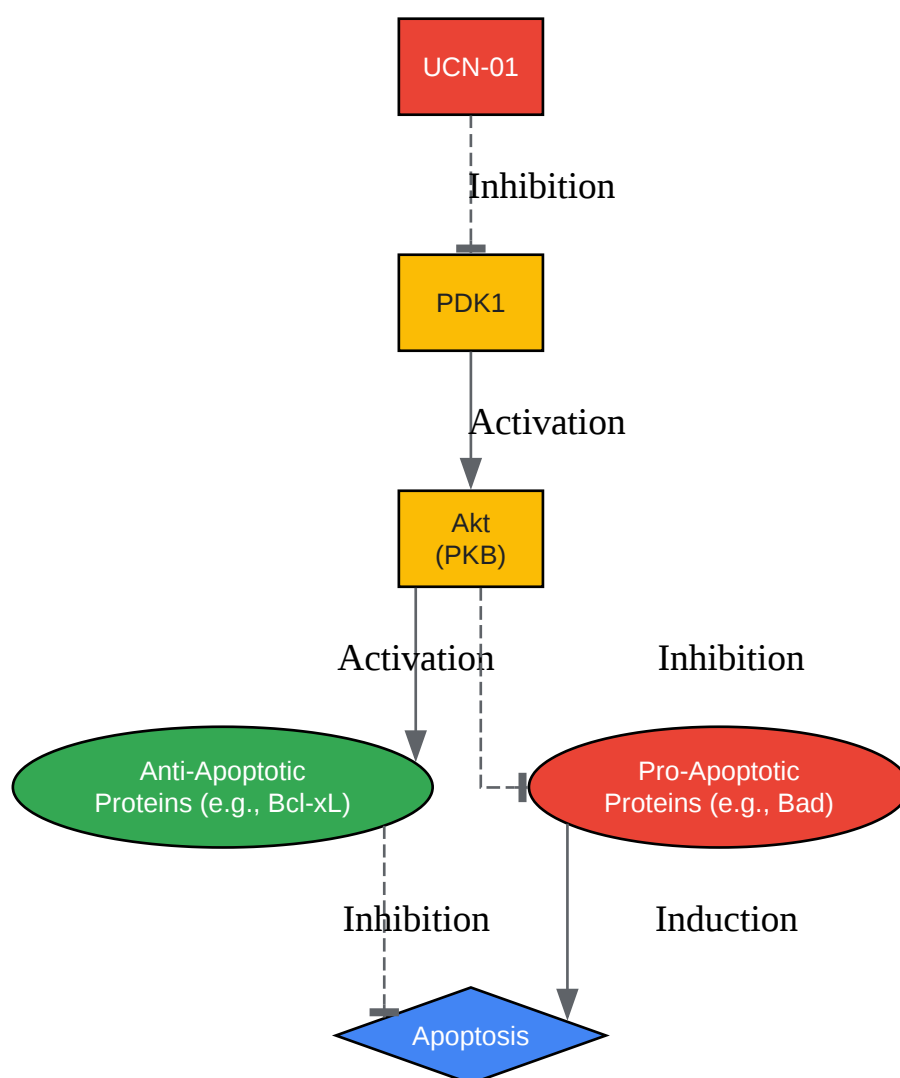 UCN-01
Inhibition
PDK1
Activation
Akt
(PKB)
Activation
Inhibition
Anti-Apoptotic
Proteins (e.g., Bcl-xL)
Pro-Apoptotic
Proteins (e.g., Bad)
Inhibition
Induction
Apoptosis